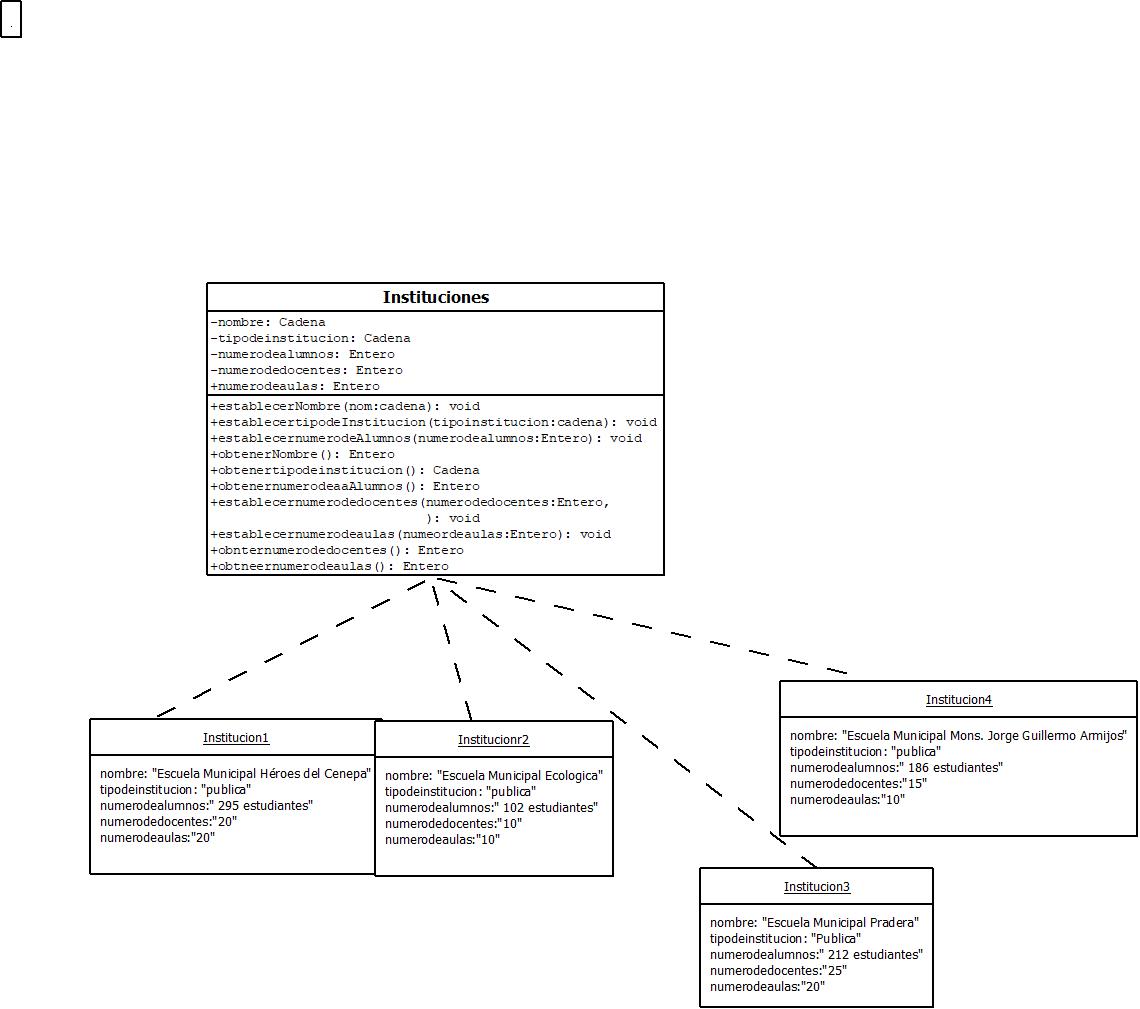 .
Instituciones
-nombre: Cadena
-tipodeinstitucion: Cadena
-numerodealumnos: Entero
-numerodedocentes: Entero
+numerodeaulas: Entero
+establecerNombre(nom:cadena): void
+establecertipodeInstitucion(tipoinstitucion:cadena): void
+establecernumerodeAlumnos(numerodealumnos:Entero): void
+obtenerNombre(): Entero
+obtenertipodeinstitucion(): Cadena
+obtenernumerodeaaAlumnos(): Entero
+establecernumerodedocentes(numerodedocentes:Entero,
): void
+establecernumerodeaulas(numeordeaulas:Entero): void
+obnternumerodedocentes(): Entero
+obtneernumerodeaulas(): Entero
Institucion1
nombre: "Escuela Municipal Héroes del Cenepa"
tipodeinstitucion: "publica"
numerodealumnos:" 295 estudiantes"
numerodedocentes:"20"
numerodeaulas:"20"
Institucionr2
nombre: "Escuela Municipal Ecologica"
tipodeinstitucion: "publica"
numerodealumnos:" 102 estudiantes"
numerodedocentes:"10"
numerodeaulas:"10"
Institucion4
nombre: "Escuela Municipal Mons. Jorge Guillermo Armijos"
tipodeinstitucion: "publica"
numerodealumnos:" 186 estudiantes"
numerodedocentes:"15"
numerodeaulas:"10"
Institucion3
nombre: "Escuela Municipal Pradera"
tipodeinstitucion: "Publica"
numerodealumnos:" 212 estudiantes"
numerodedocentes:"25"
numerodeaulas:"20"